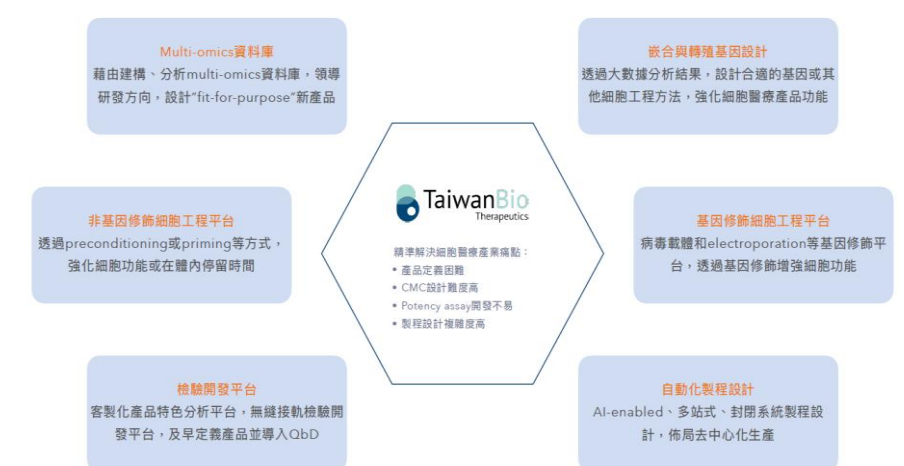 Multi-omics資料庫
藉由建構、分析multi-omics資料庫，領導
研發方向，設計"fit-for-purpose"新產品
嵌合與轉殖基因設計
透過大數據分析結果，設計合適的基因或其
他細胞工程方法，強化細胞醫療產品功能
非基因修飾細胞工程平台
透過preconditioning或priming等方式，
強化細胞功能或在體內停留時間
TaiwanBio
Therapeutics
精準解決細胞醫療產業痛點：
• 產品定義困難
• CMC設計難度高
• Potency assay開發不易
• 製程設計複雜度高
基因修飾細胞工程平台
病毒載體和electroporation等基因修飾平
台，透過基因修飾增強細胞功能
檢驗開發平台
客製化產品特色分析平台，無縫接軌檢驗開
發平台，及早定義產品並導入QbD
自動化製程設計
AI-enabled、多站式、封閉系統製程設
計，佈局去中心化生產